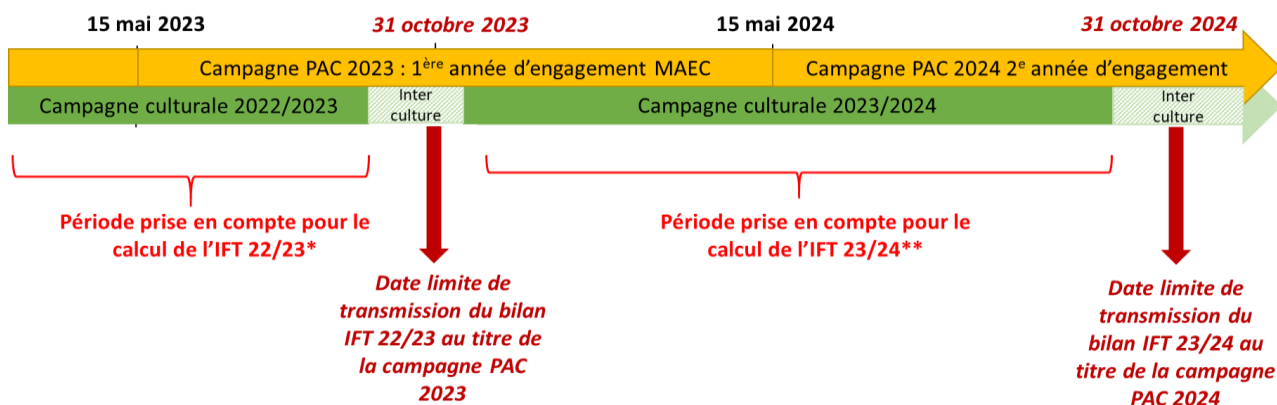 15 mai 2023
31 octobre 2023
15 mai 2024
31 octobre 2024
Campagne PAC 2023 : 1ère année d’engagement MAEC
Campagne PAC 2024 2e année d’engagement
Campagne culturale 2022/2023
Inter
culture
Campagne culturale 2023/2024
Inter
culture
Période prise en compte pour le
calcul de l’IFT 22/23*
Période prise en compte pour le
calcul de l’IFT 23/24**
Date limite de
transmission du bilan
IFT 22/23 au titre de
la campagne PAC
2023
Date limite de
transmission du
bilan IFT 23/24 au
titre de la campagne
PAC 2024